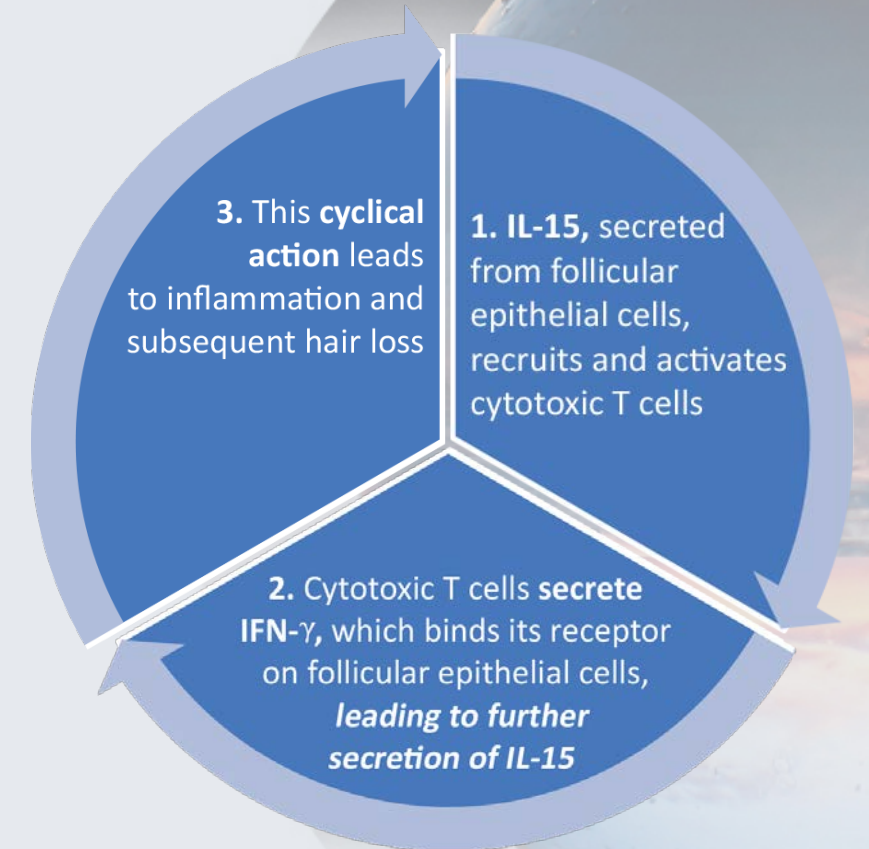 1. IL-15, secreted
from follicular
epithelial cells,
recruits and activates
cytotoxic T cells
2. Cytotoxic T cells secrete
IFN-γ, which binds its receptor
on follicular epithelial cells,
leading to further
secretion of IL-15
3. This cyclical
action leads
to inflammation and
subsequent hair loss